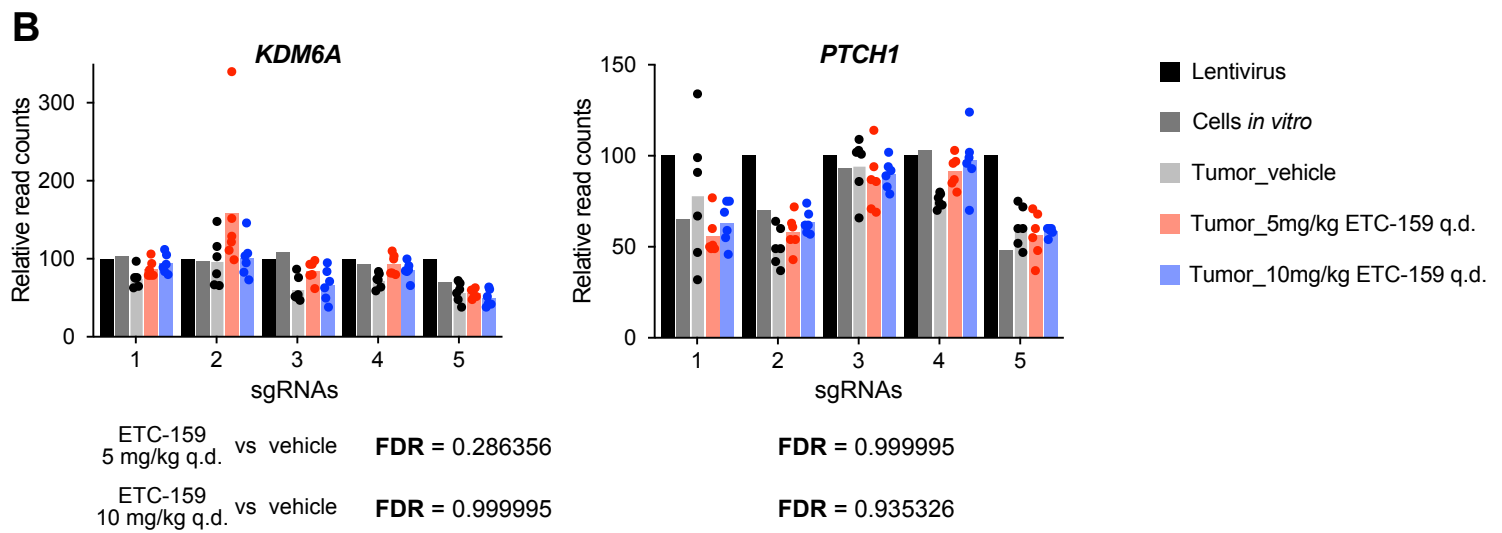 B
KDM6A
Relative read counts
300
200
100
0
1 2 3 4 5
sgRNAs
PTCH1
Relative read counts
150
100
50
0
1 2 3 4 5
sgRNAs
Lentivirus
Cells in vitro
Tumor_vehicle
Tumor_5mg/kg ETC-159 q.d.
Tumor_10mg/kg ETC-159 q.d.
ETC-159
5 mg/kg q.d. vs vehicle FDR = 0.286356 FDR = 0.999995
ETC-159
10 mg/kg q.d. vs vehicle FDR = 0.999995 FDR = 0.935326